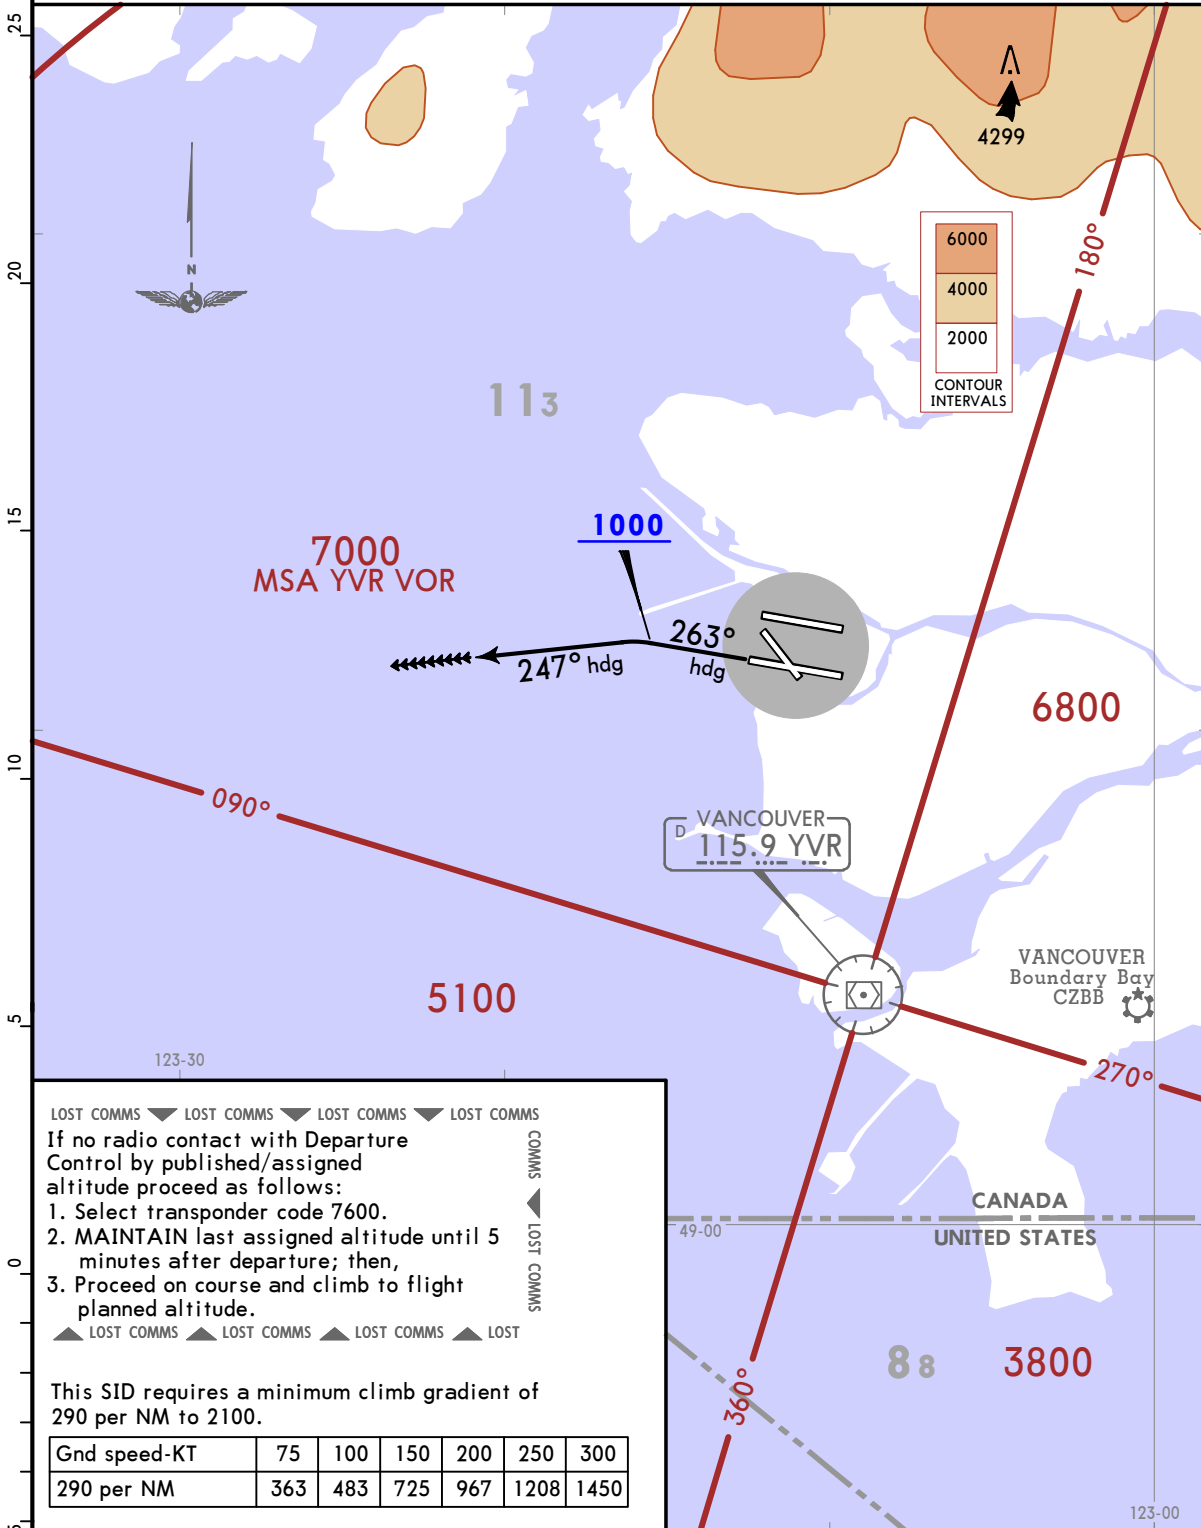 25
20
15
10
5
0
5
4299
6000
4000
2000
CONTOUR
INTERVALS
180°
N
113
1000
7000
MSA YVR VOR
263°
hdg
247° hdg
6800
090°
VANCOUVER
D 115.9 YVR
VANCOUVER
Boundary Bay
CZBB
5100
270°
123-30
LOST COMMS LOST COMMS LOST COMMS LOST COMMS
COMMS LOST COMMS
If no radio contact with Departure
Control by published/assigned
altitude proceed as follows:
1. Select transponder code 7600.
2. MAINTAIN last assigned altitude until 5
minutes after departure; then,
3. Proceed on course and climb to flight
planned altitude.
LOST COMMS LOST COMMS LOST COMMS LOST
CANADA
49-00
UNITED STATES
88
3800
360°
This SID requires a minimum climb gradient of
290 per NM to 2100.
Gnd speed-KT 75 100 150 200 250 300
290 per NM 363 483 725 967 1208 1450
123-00